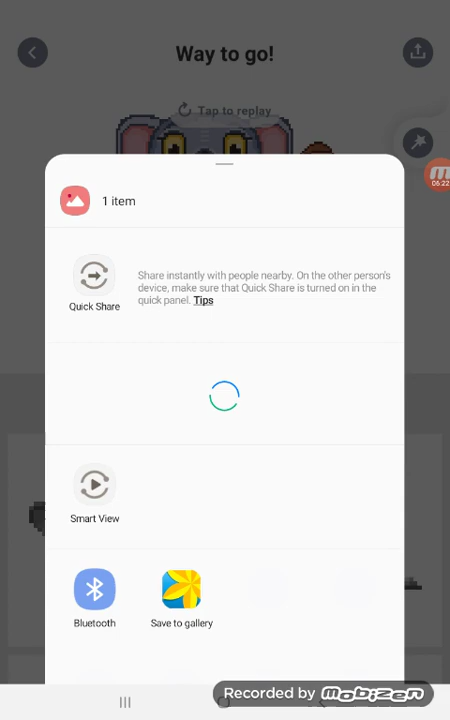 Way to go!
Tap to replay
05:22
1 item
Quick Share
Share instantly with people nearby. On the other person's
device, make sure that Quick Share is turned on in the
quick panel. Tips
Smart View
Bluetooth
Save to gallery
Recorded by Mobizen